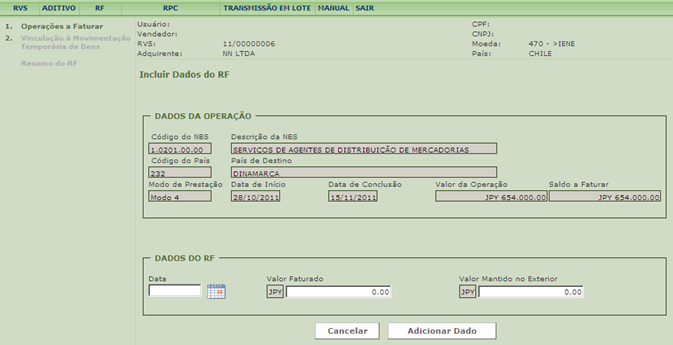 RVS ADITIVO RF RPC TRANSMISSÃO EM LOTE MANUAL SAIR
1. Operações a Faturar
2. Vinculação à Movimentação Temporária de Bens
Resumo do RF
Usuário: CPF:
Vendedor: CNPJ:
RVS: 11/00000006 Moeda: 470 - >IENE
Adquirente: NN LTDA País: CHILE
Incluir Dados do RF
DADOS DA OPERAÇÃO
Código do NBS Descrição da NBS
1.0201.00.00 SERVIÇOS DE AGENTES DE DISTRIBUIÇÃO DE MERCADORIAS
Código do País País de Destino
232 DINAMARCA
Modo de Prestação Data de Início Data de Conclusão Valor da Operação Saldo a Faturar
Modo 4 28/10/2011 15/11/2011 JPY 654.000,00 JPY 654.000,00
DADOS DO RF
Data Valor Faturado Valor Mantido no Exterior
JPY 0.00 JPY 0.00
Cancelar Adicionar Dado